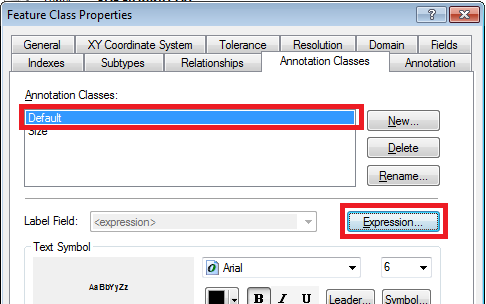 Feature Class Properties
General XY Coordinate System Tolerance Resolution Domain Fields
Indexes Subtypes Relationships Annotation Classes Annotation
Annotation Classes:
Default New...
Size
Delete
Rename...
Label Field: <expression> Expression...
Text Symbol
Arial 6
AaBbYyZz
B I U Leader... Symbol...